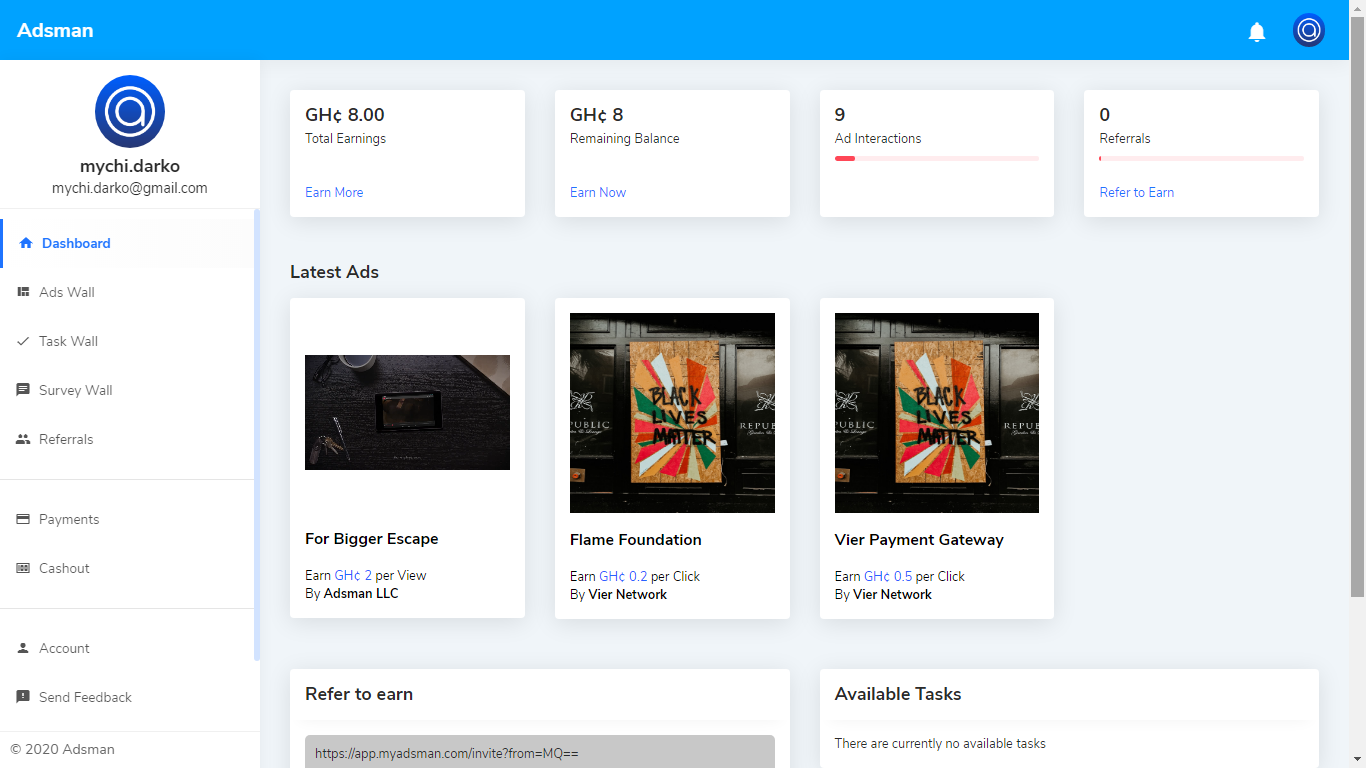 Adsman
mychi.darko
mychi.darko@gmail.com
Dashboard
Ads Wall
Task Wall
Survey Wall
Referrals
Payments
Cashout
Account
Send Feedback
© 2020 Adsman
GH¢ 8.00
Total Earnings
Earn More
GH¢ 8
Remaining Balance
Earn Now
9
Ad Interactions
0
Referrals
Refer to Earn
Latest Ads
For Bigger Escape
Earn GH¢ 2 per View
By Adsman LLC
BLACK
LIVES
MATTER
PUBLIC
REPUB
Flame Foundation
Earn GH¢ 0.2 per Click
By Vier Network
BLACK
LIVES
MATTER
PUBLIC
REPUB
Vier Payment Gateway
Earn GH¢ 0.5 per Click
By Vier Network
Refer to earn
https://app.myadsman.com/invite?from=MQ==
Available Tasks
There are currently no available tasks